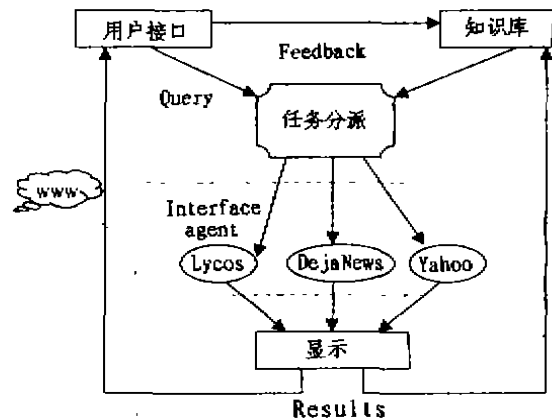 用户接口
知识库
Feedback
Query
任务分派
WWW
Interface
agent
Lycos
DejaNews
Yahoo
显示
Results